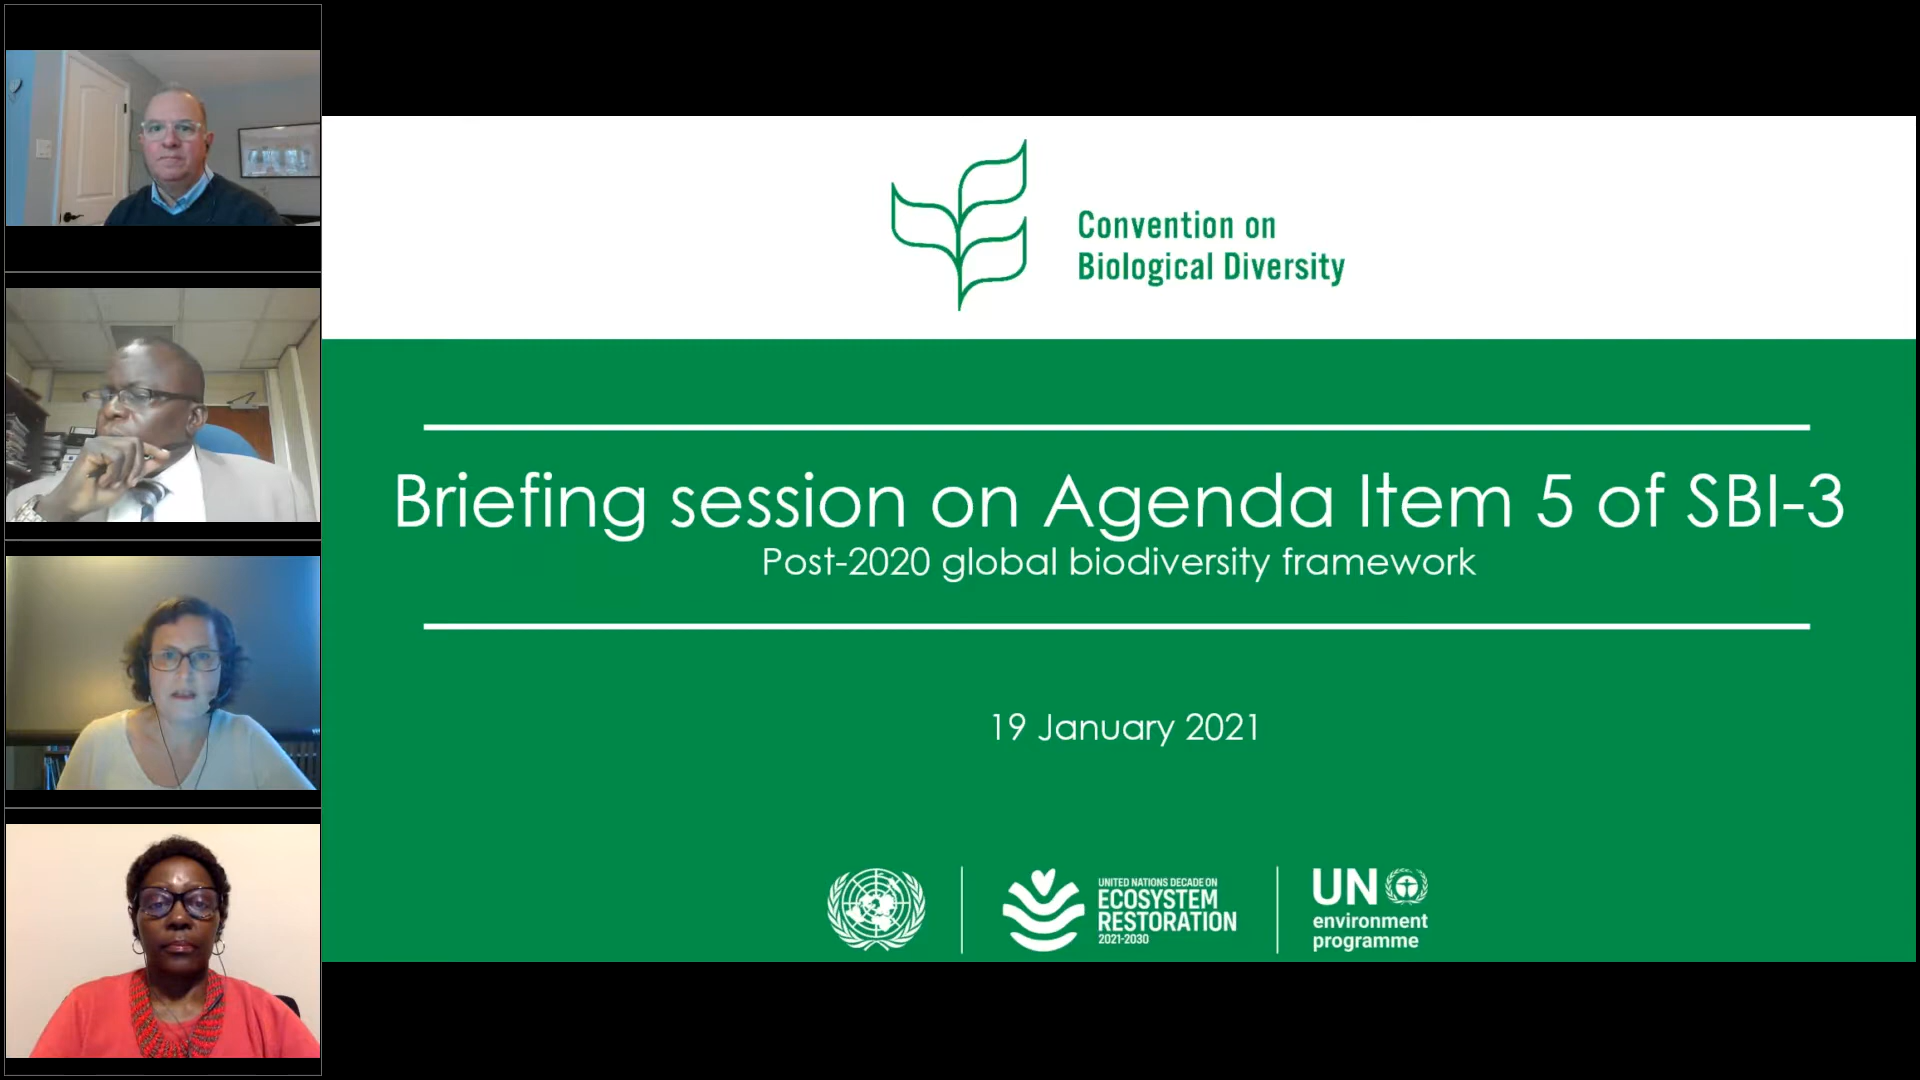 Convention on
Biological Diversity
Briefing session on Agenda Item 5 of SBI-3
Post-2020 global biodiversity framework
19 January 2021
UNITED NATIONS DECADE ON
ECOSYSTEM
RESTORATION
2021-2030
UN
environment
programme